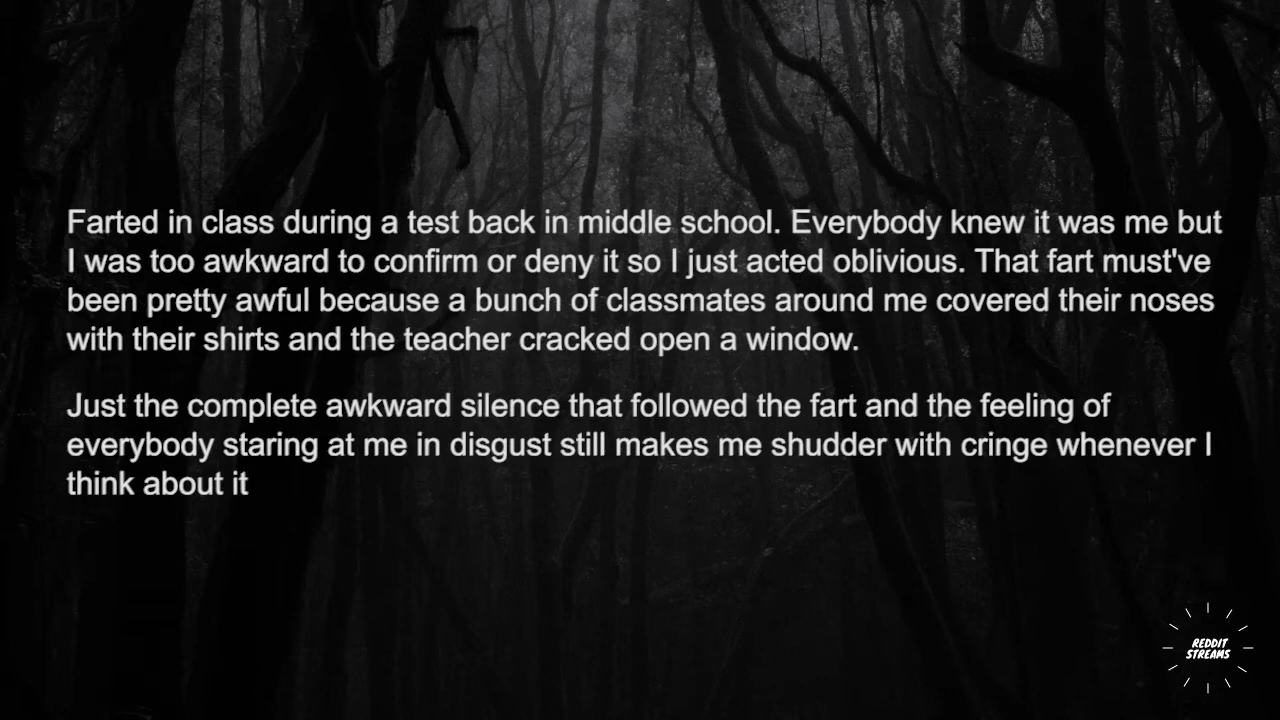 Farted in class during a test back in middle school. Everybody knew it was me but
I was too awkward to confirm or deny it so I just acted oblivious. That fart must've
been pretty awful because a bunch of classmates around me covered their noses
with their shirts and the teacher cracked open a window.
Just the complete awkward silence that followed the fart and the feeling of
everybody staring at me in disgust still makes me shudder with cringe whenever I
think about it
REDDIT
STREAMS